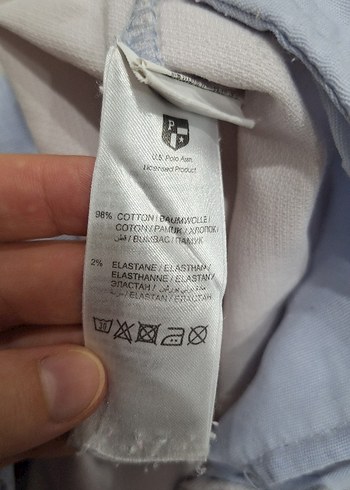 P
U.S. Polo Assn.
Licensed Product
98% COTTON / BAUMWOLLE /
COTON / PAMUK / ХЛОПОК /
قطن / BUMBAC / ПАМУК
2% ELASTANE / ELASTHAN /
ELASTHANNE / ELASTAN /
ЭЛАСТАН /
/ ELASTAN / ЕЛАСТАН
30